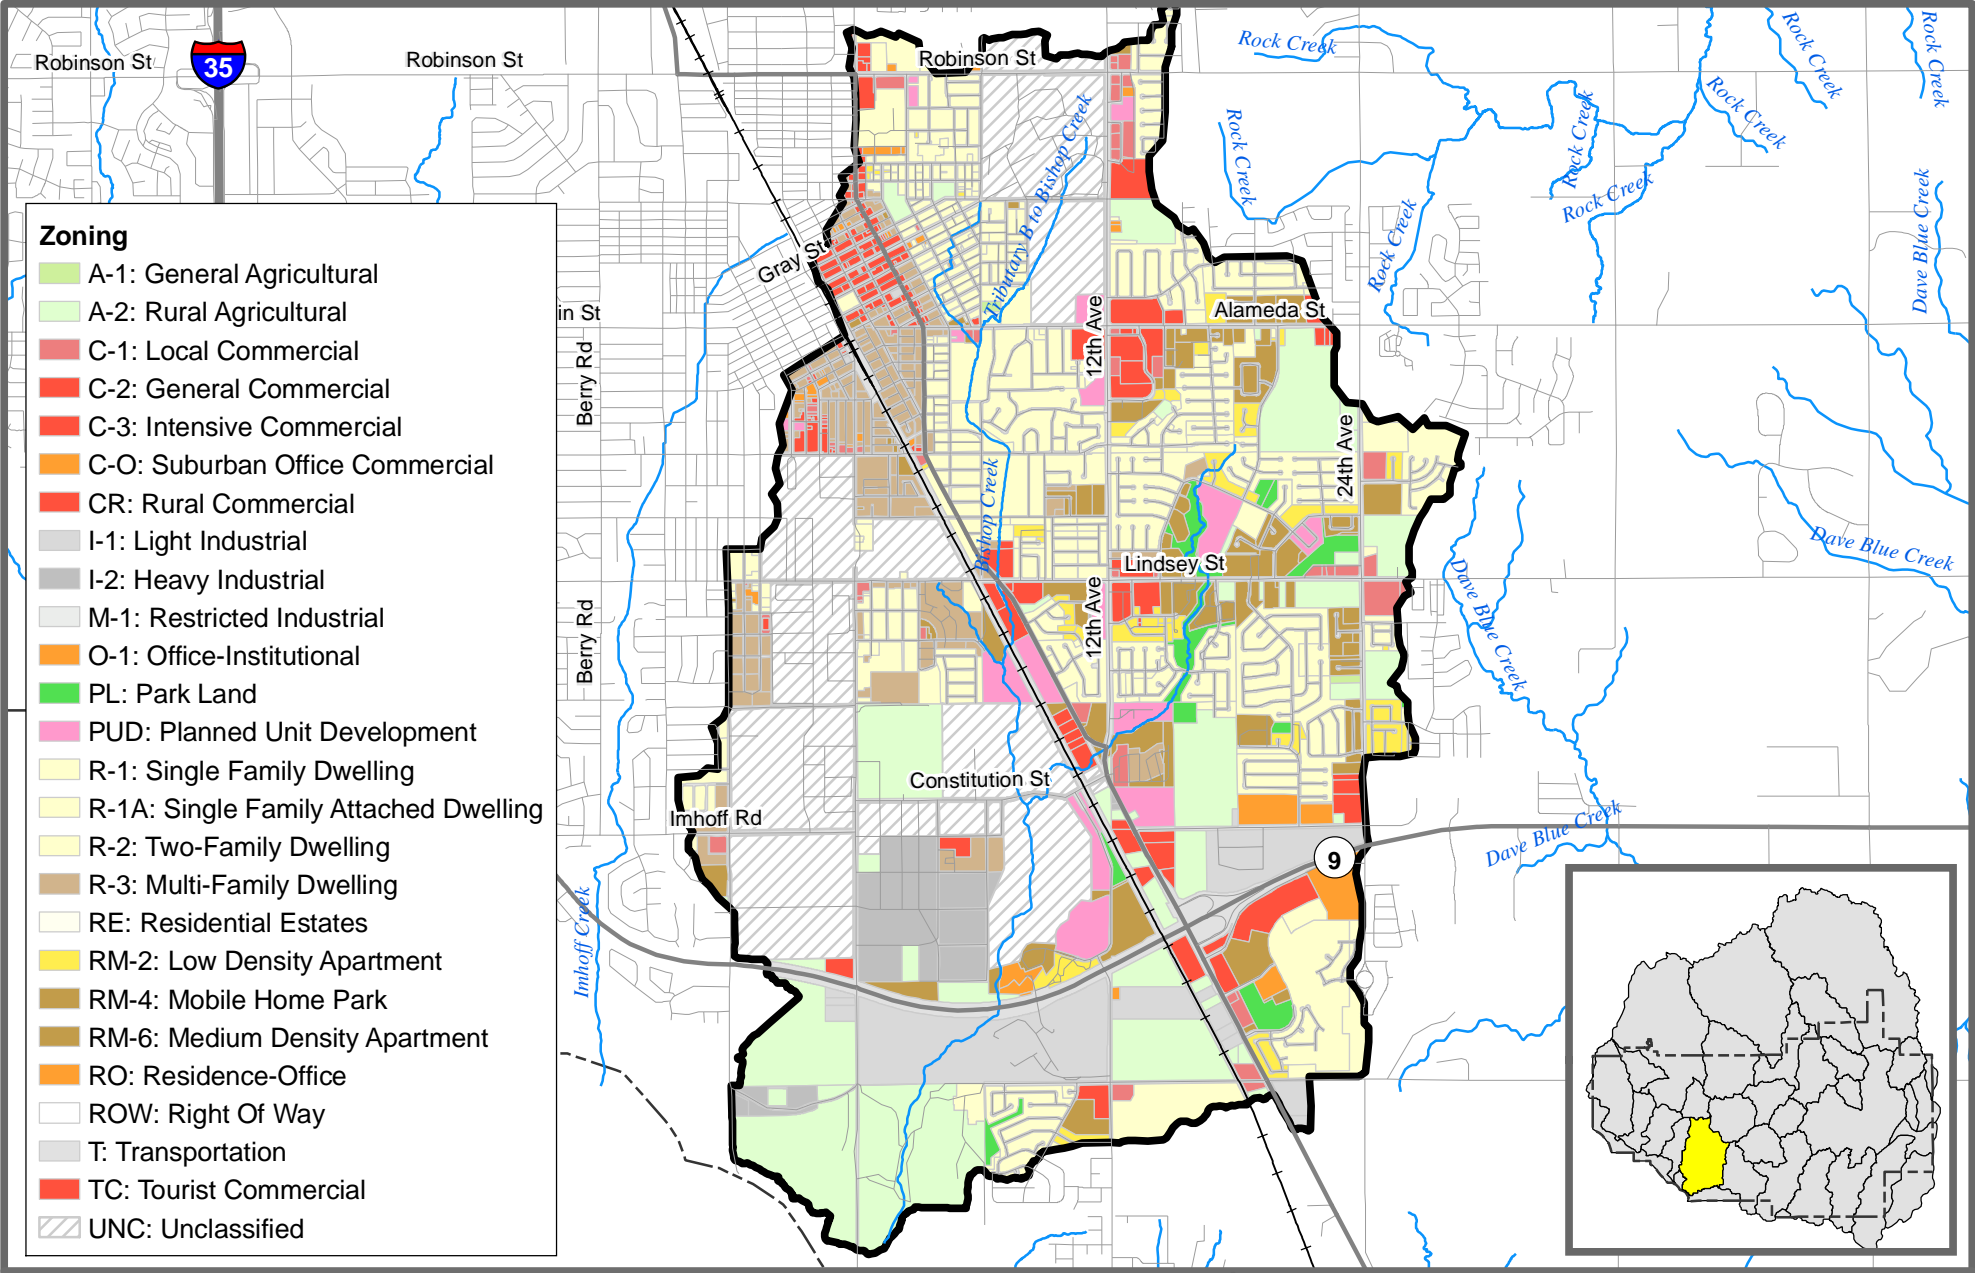 Robinson St
35
Robinson St
Robinson St
Rock Creek
Rock Creek
Rock Creek
Rock Creek
Rock Creek
Rock Creek
Rock Creek
Rock Creek
Dave Blue Creek
Tributary B to Bishop Creek
Gray St
in St
Alameda St
12th Ave
Berry Rd
24th Ave
Bishop Creek
Lindsey St
Dave Blue Creek
Dave Blue Creek
12th Ave
Berry Rd
Constitution St
Imhoff Rd
Dave Blue Creek
9
Imhoff Creek
Zoning
A-1: General Agricultural
A-2: Rural Agricultural
C-1: Local Commercial
C-2: General Commercial
C-3: Intensive Commercial
C-O: Suburban Office Commercial
CR: Rural Commercial
I-1: Light Industrial
I-2: Heavy Industrial
M-1: Restricted Industrial
O-1: Office-Institutional
PL: Park Land
PUD: Planned Unit Development
R-1: Single Family Dwelling
R-1A: Single Family Attached Dwelling
R-2: Two-Family Dwelling
R-3: Multi-Family Dwelling
RE: Residential Estates
RM-2: Low Density Apartment
RM-4: Mobile Home Park
RM-6: Medium Density Apartment
RO: Residence-Office
ROW: Right Of Way
T: Transportation
TC: Tourist Commercial
UNC: Unclassified